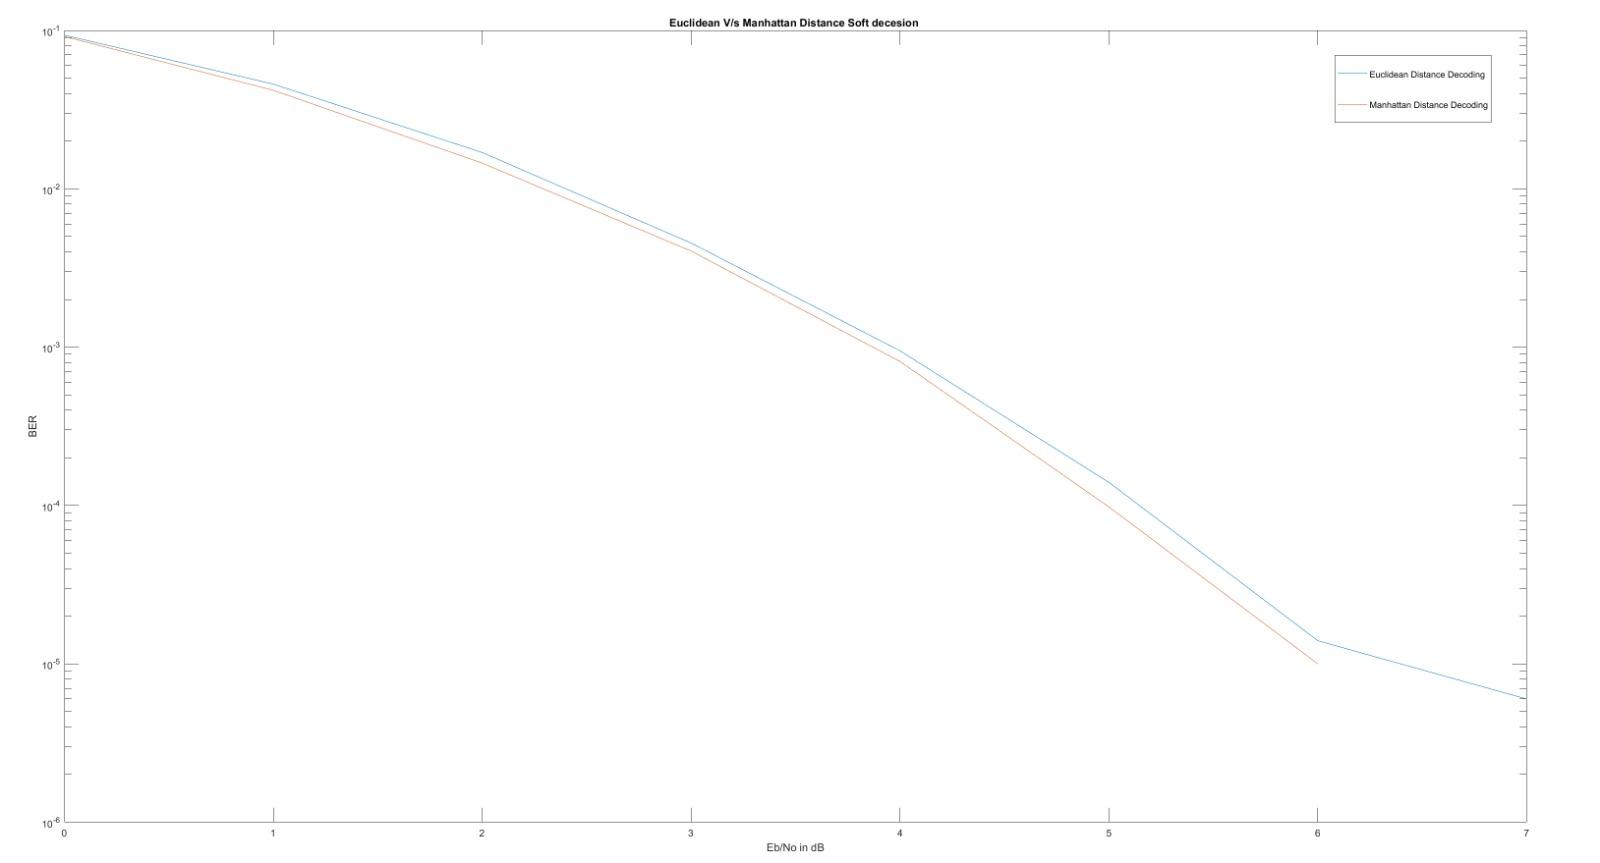 Euclidean V/s Manhattan Distance Soft decesion
10-1
Euclidean Distance Decoding
Manhattan Distance Decoding
10-2
10-3
BER
10-4
10-5
10-6
0 1 2 3 4 5 6 7
Eb/No in dB